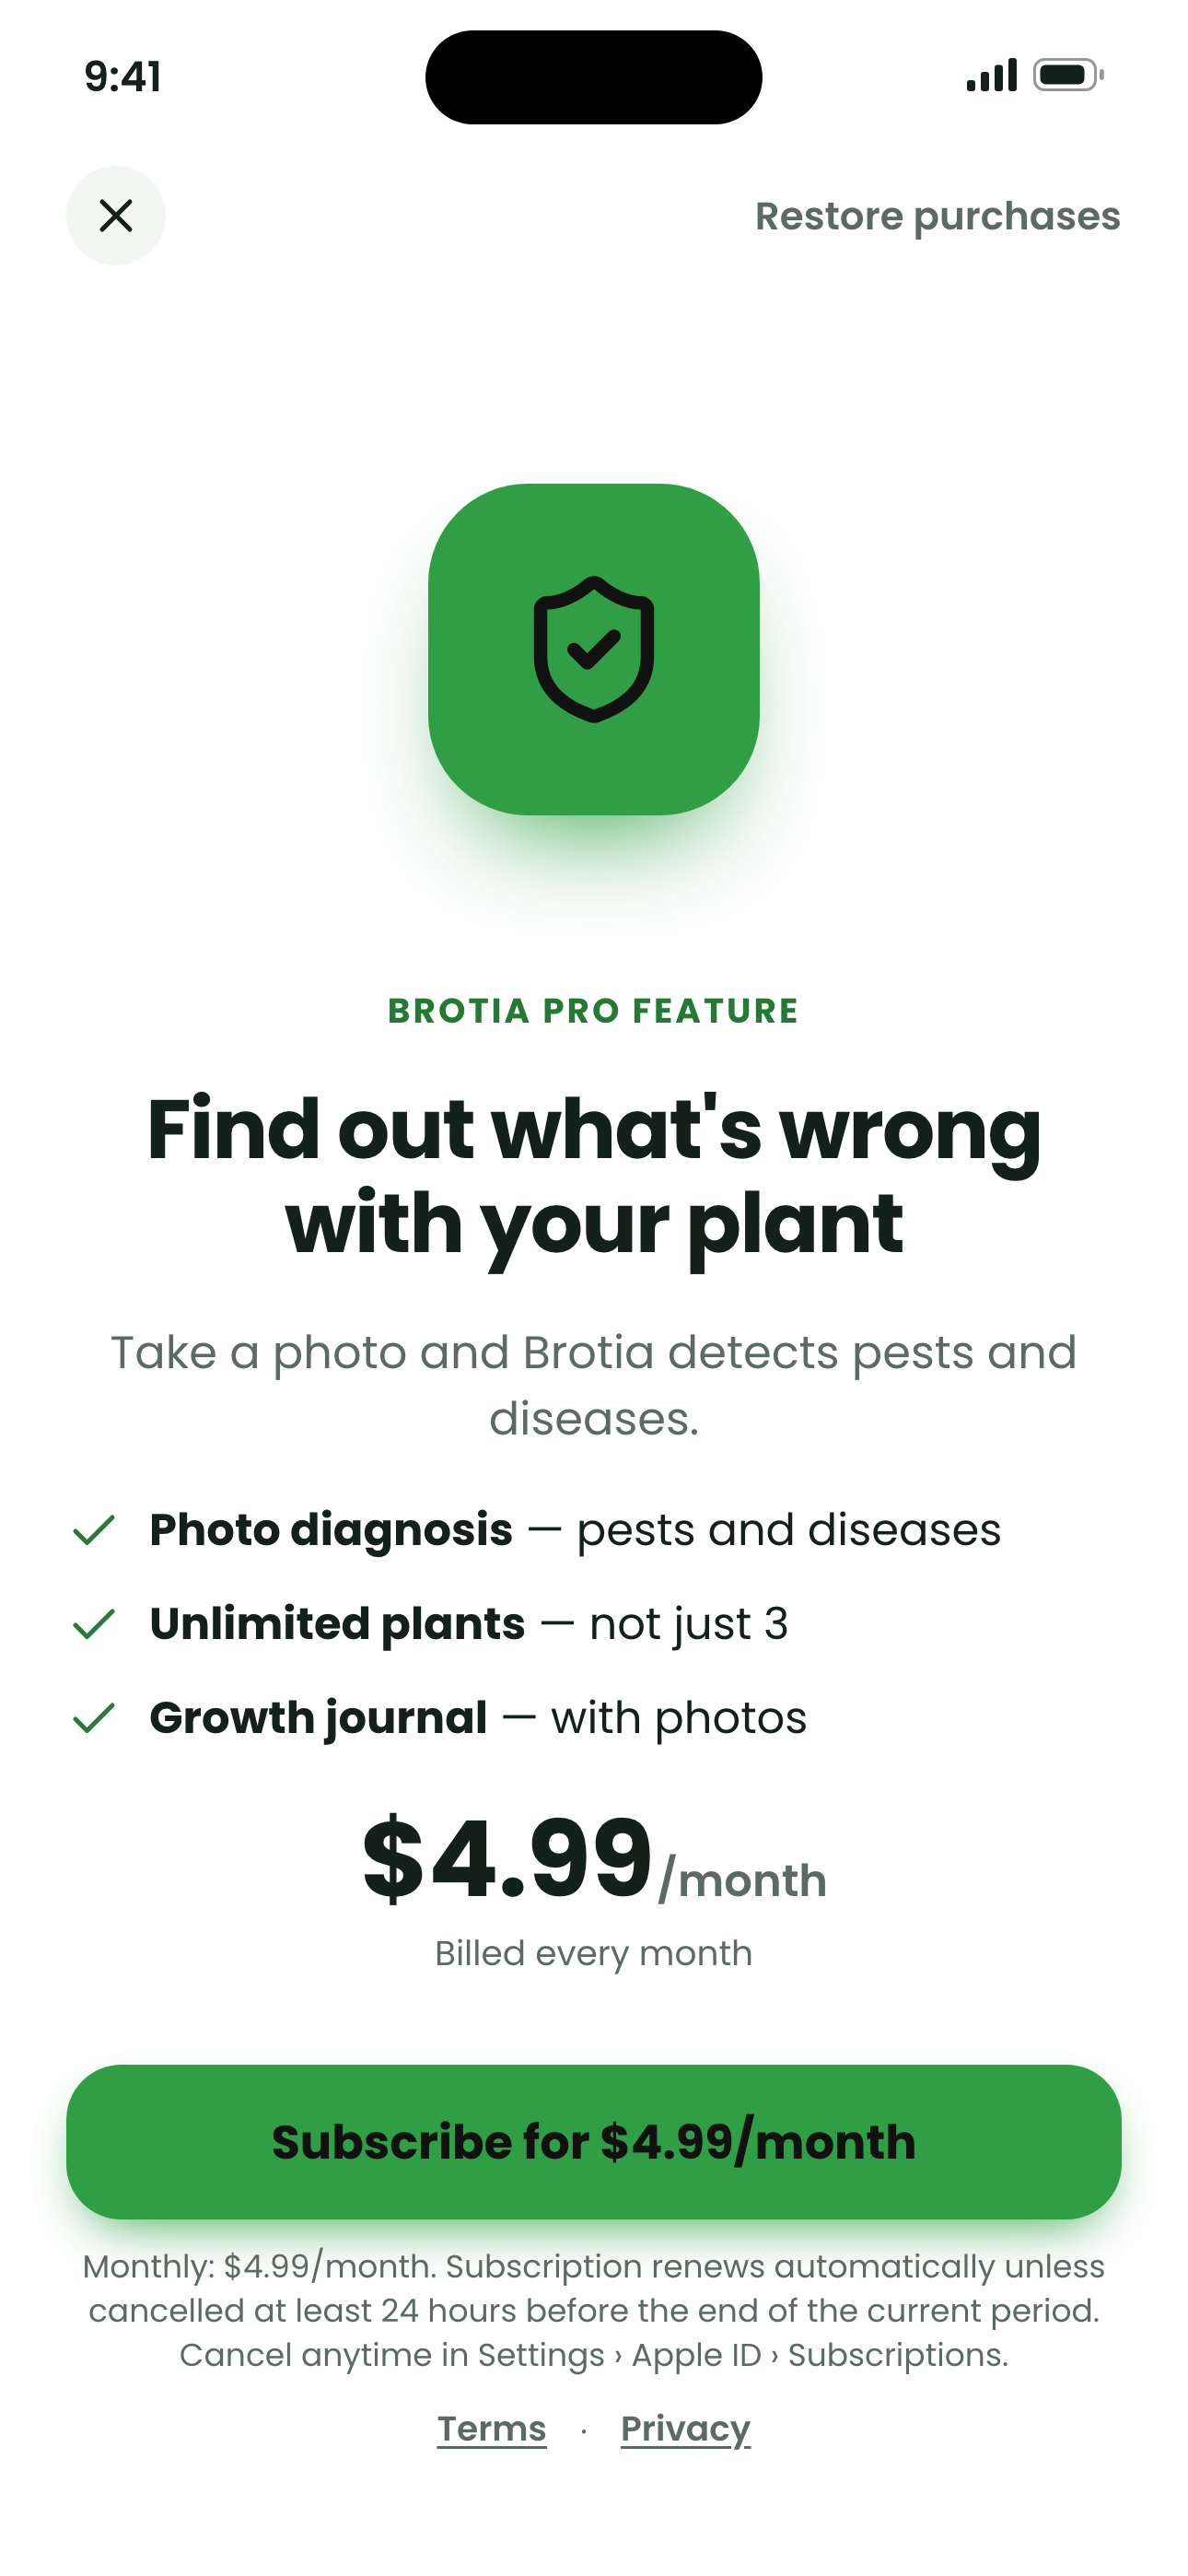 9:41
Restore purchases
BROTIA PRO FEATURE
Find out what's wrong
with your plant
Take a photo and Brotia detects pests and
diseases.
Photo diagnosis — pests and diseases
Unlimited plants — not just 3
Growth journal — with photos
$4.99/month
Billed every month
Subscribe for $4.99/month
Monthly: $4.99/month. Subscription renews automatically unless
cancelled at least 24 hours before the end of the current period.
Cancel anytime in Settings › Apple ID › Subscriptions.
Terms · Privacy